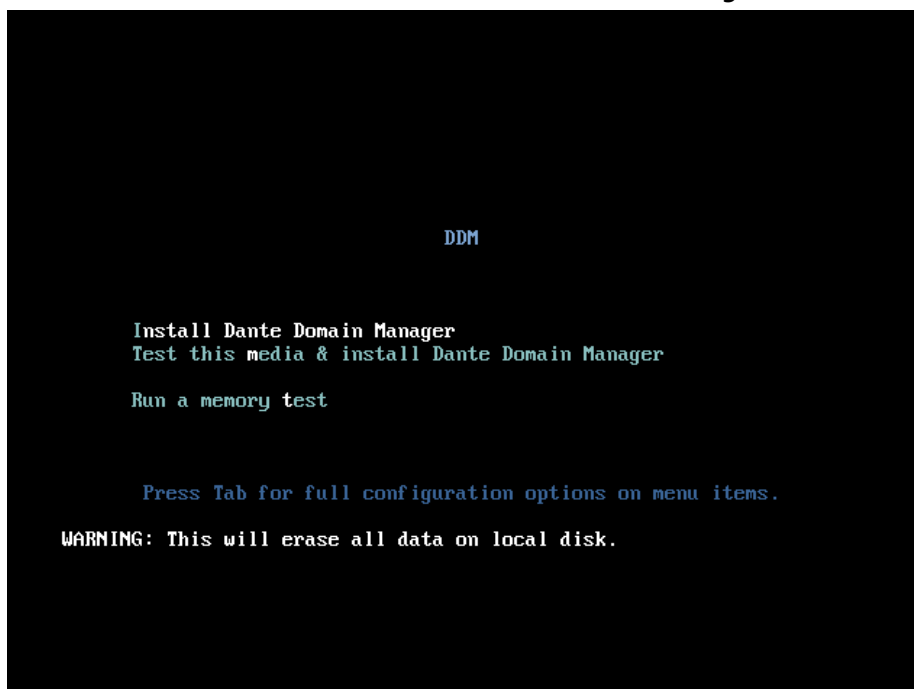 DDM
Install Dante Domain Manager
Test this media & install Dante Domain Manager
Run a memory test
Press Tab for full configuration options on menu items.
WARNING: This will erase all data on local disk.